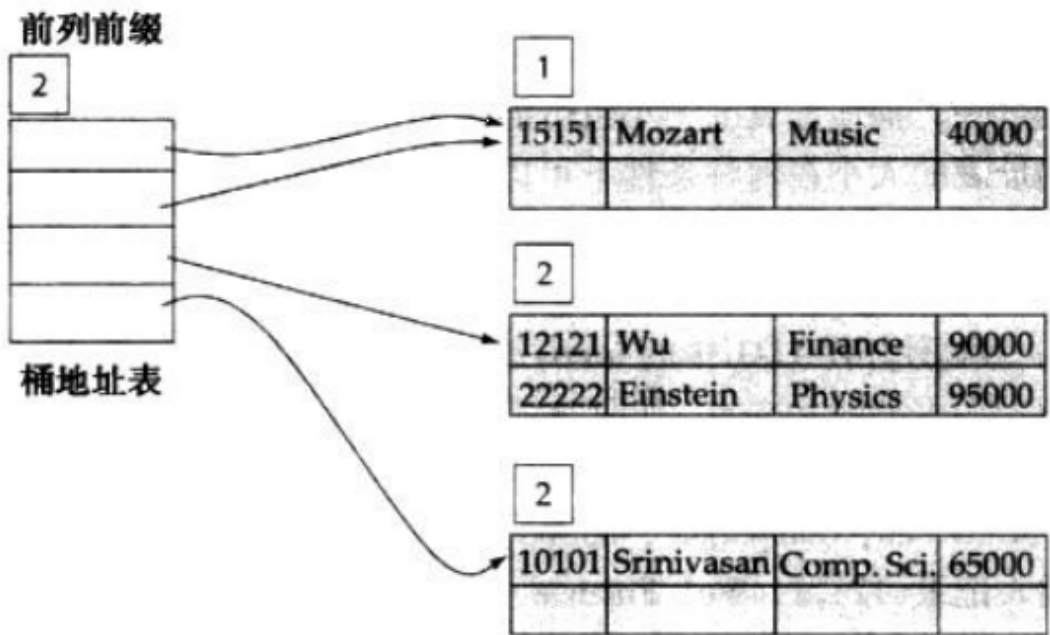 前列前缀
2
桶地址表
1
15151 Mozart Music 40000
2
12121 Wu Finance 90000
22222 Einstein Physics 95000
2
10101 Srinivasan Comp. Sci. 65000